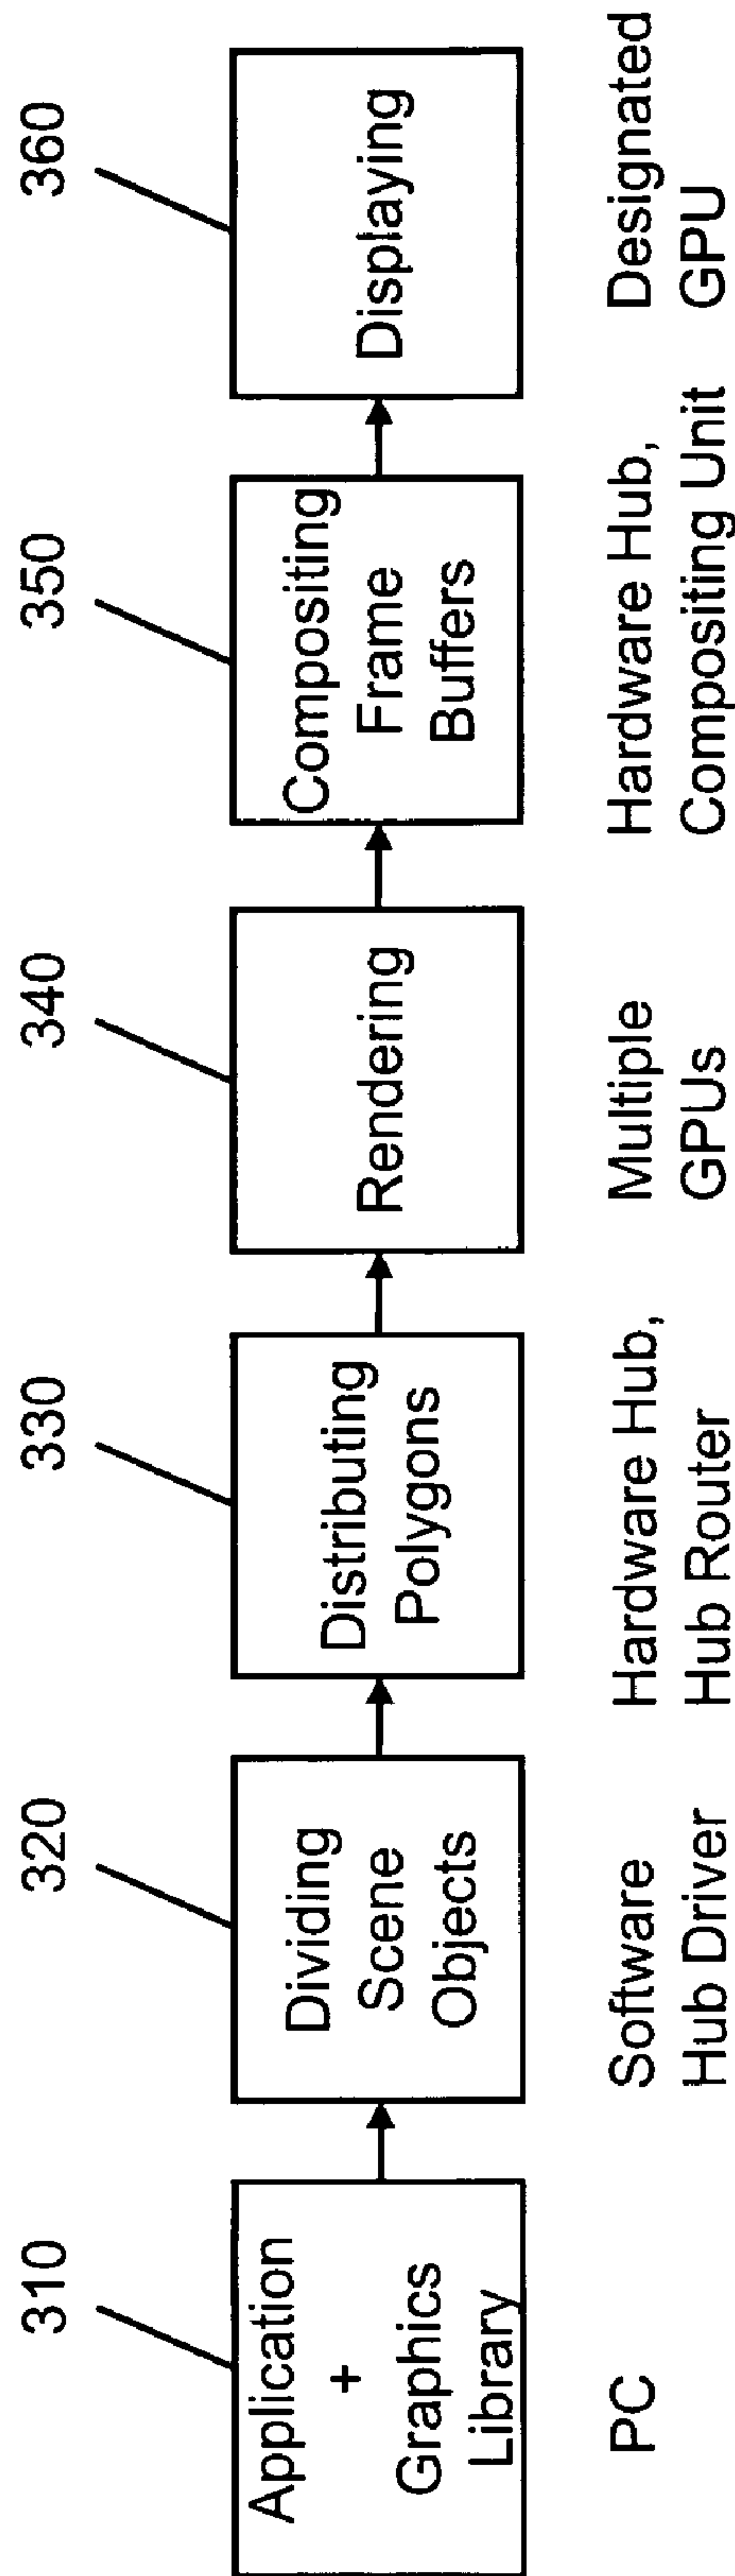 310
320
330
340
350
360
Application
+
Graphics
Library
Dividing
Scene
Objects
Distributing
Polygons
Rendering
Compositing
Frame
Buffers
Displaying
PC
Software
Hub Driver
Hardware Hub,
Hub Router
Multiple
GPUs
Hardware Hub,
Compositing Unit
Designated
GPU